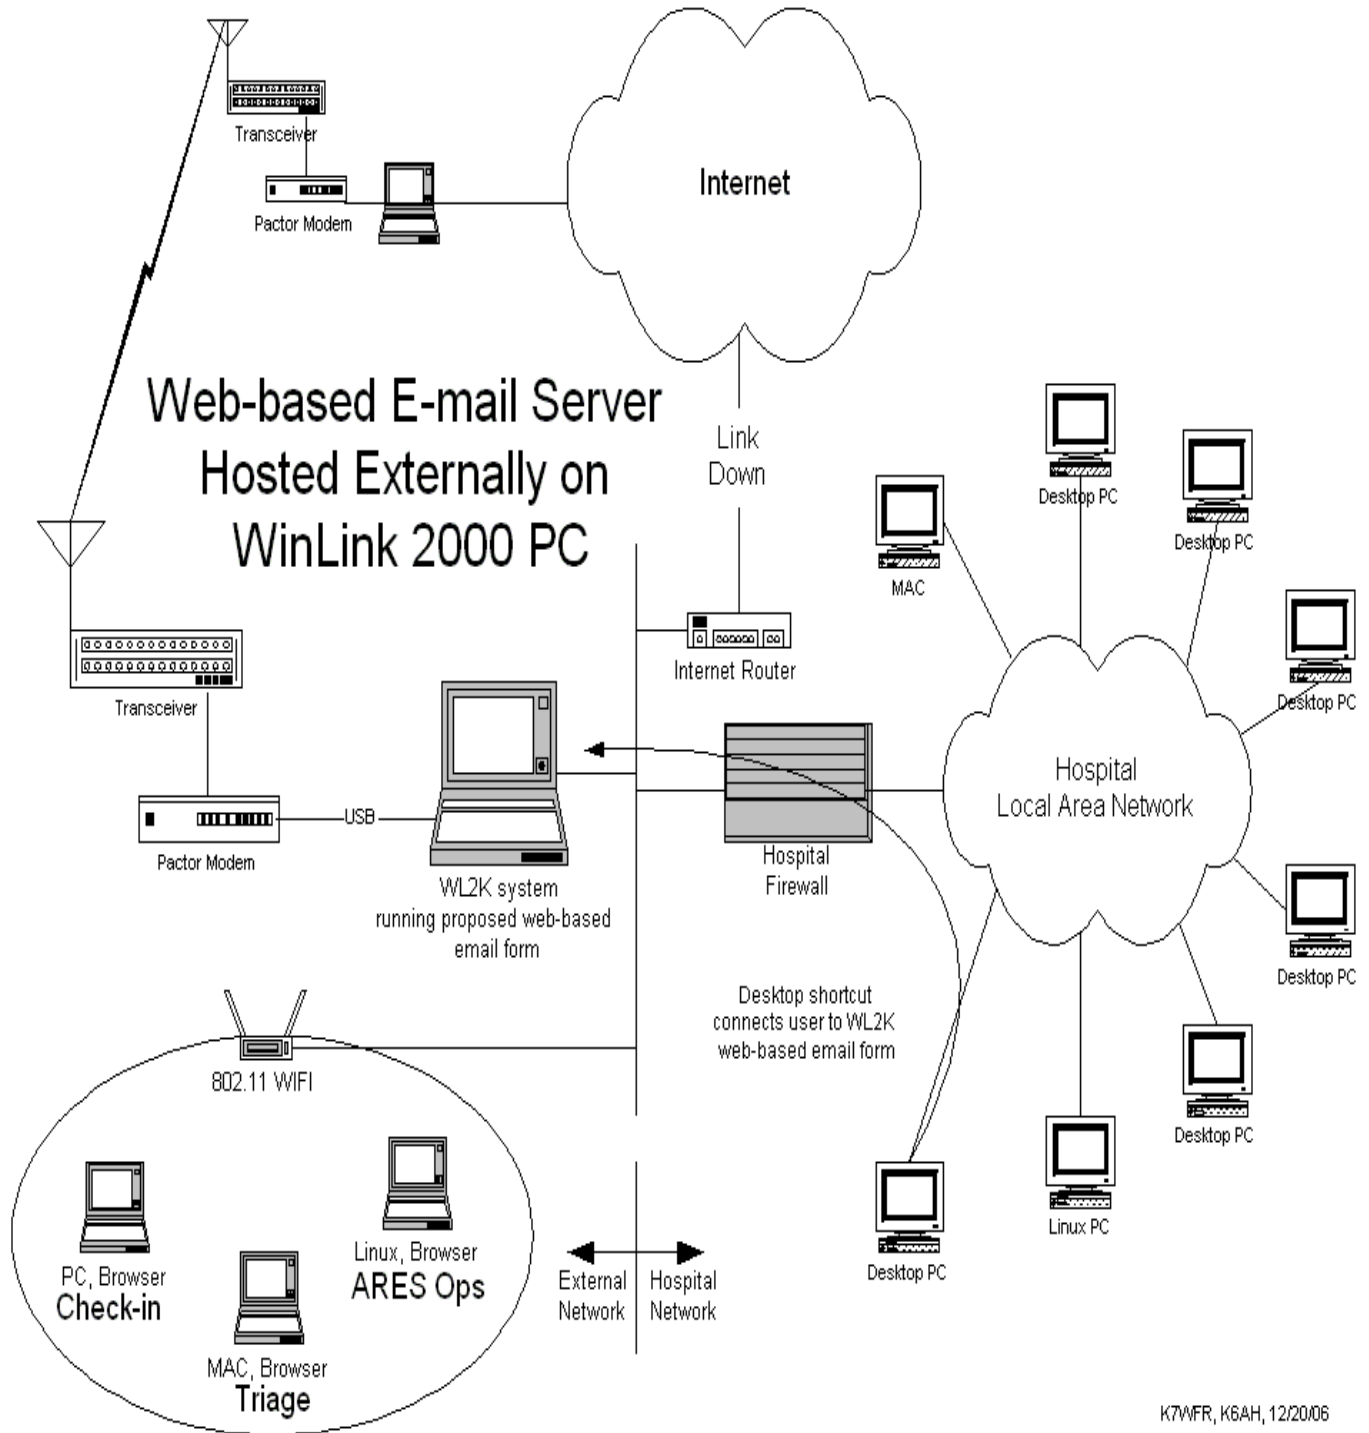 Transceiver
Pactor Modem
Internet
Web-based E-mail Server
Hosted Externally on
WinLink 2000 PC
Link
Down
Desktop PC
Desktop PC
MAC
Desktop PC
Internet Router
Transceiver
Hospital
Local Area Network
USB
Pactor Modem
Hospital
Firewall
WL2K system
running proposed web-based
email form
Desktop PC
Desktop shortcut
connects user to WL2K
web-based email form
802.11 WIFI
Desktop PC
Linux PC
Desktop PC
Linux, Browser
ARES Ops
PC, Browser
Check-in
MAC, Browser
Triage
External
Network
Hospital
Network
K7WFR, K6AH, 12/20/06